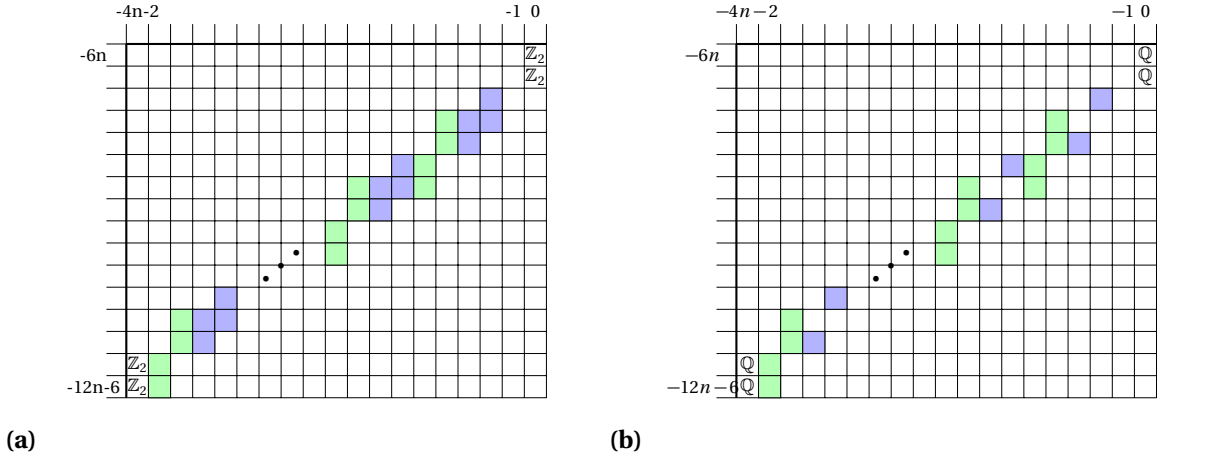 -4n-2 -1 0
-6n ℤ₂
ℤ₂
ℤ₂
-12n-6 ℤ₂
(a)
−4n−2 −1 0
−6n ℚ
ℚ
ℚ
−12n−6 ℚ
(b)